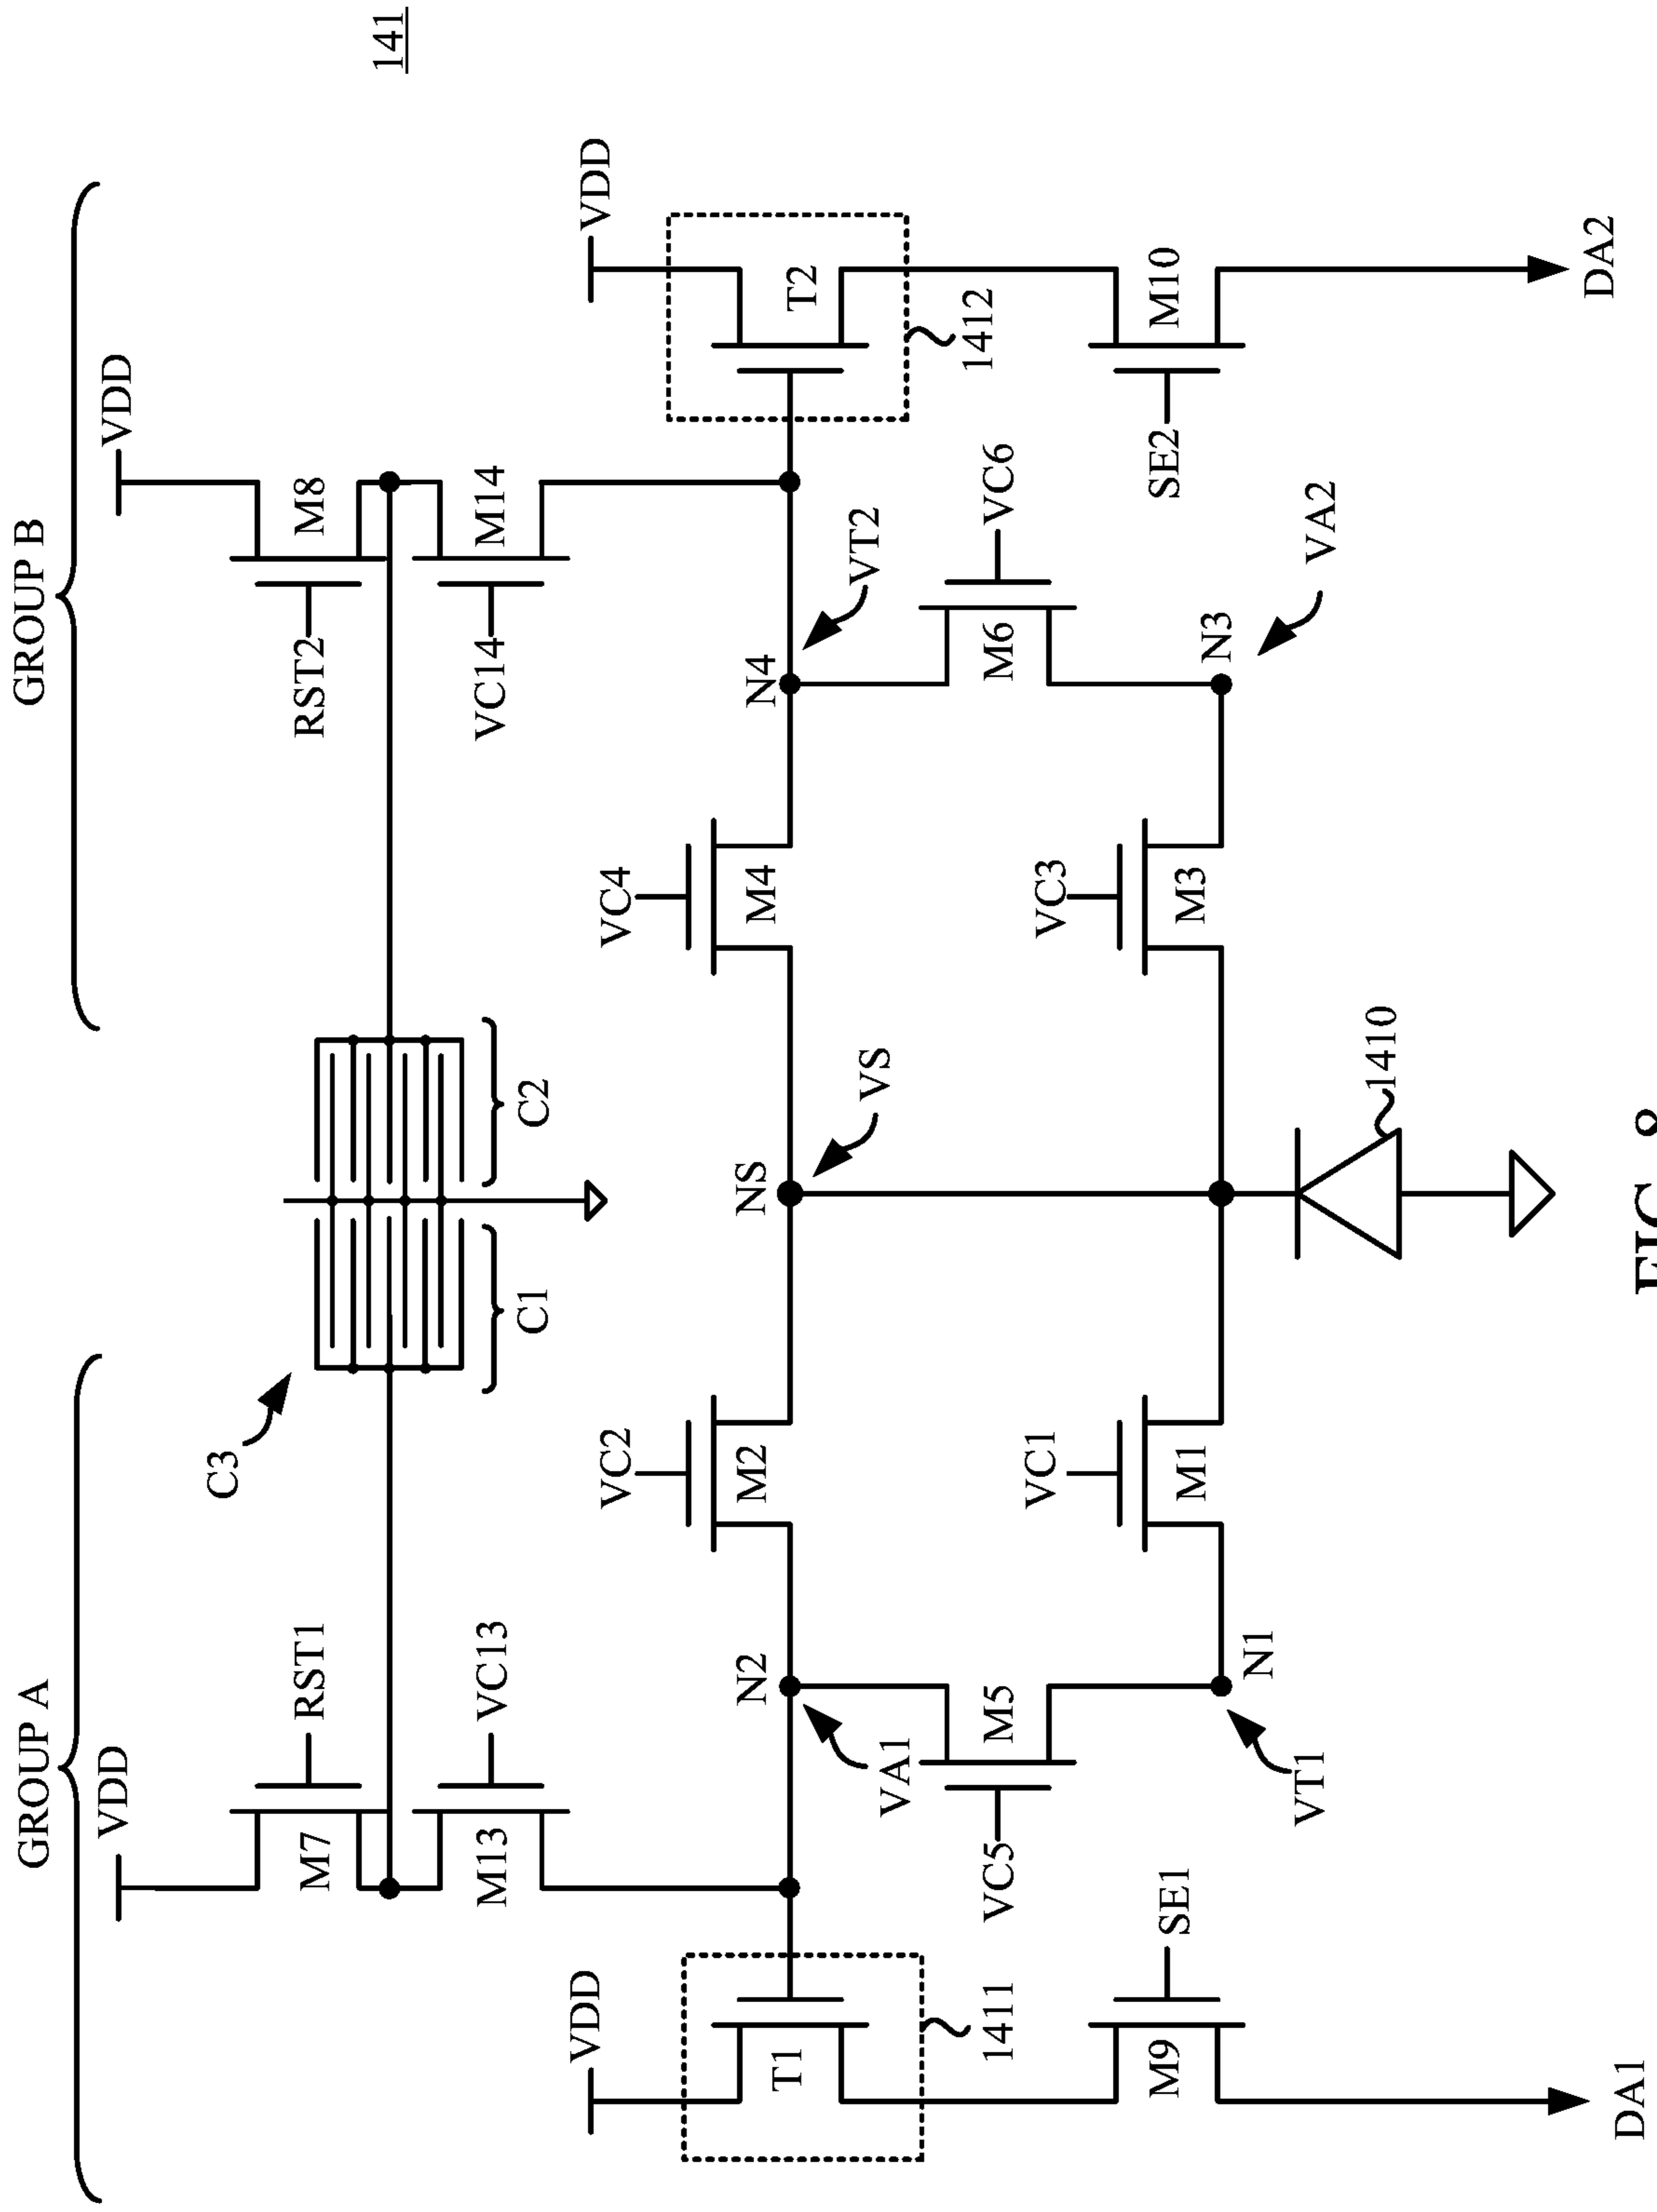 141
GROUP A
GROUP B
VDD
VDD
M7
RST1
RST2
M8
C3
M13
VC13
VC14
M14
C1
C2
VDD
VDD
VC2
VC4
T1
N2
M2
NS
M4
N4
T2
VA1
VS
VT2
1411
1412
VC5
M5
M6
VC6
VC1
VC3
M9
SE1
M1
M3
SE2
M10
N1
N3
VT1
VA2
1410
DA1
DA2
FIG. 8